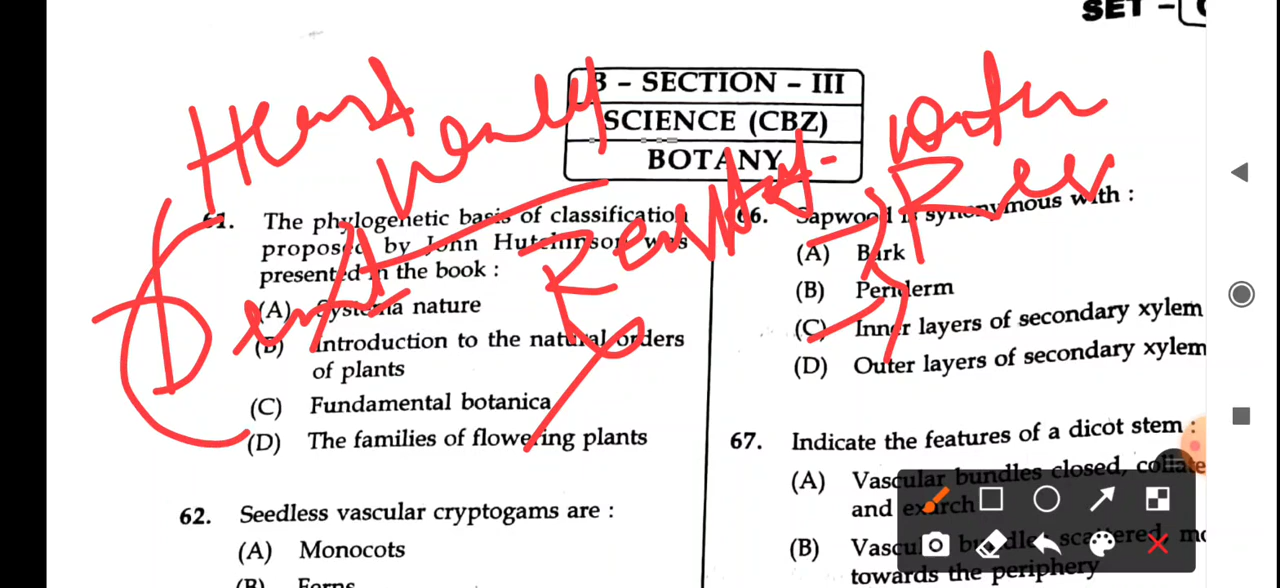 SET –
B – SECTION – III
SCIENCE (CBZ)
BOTANY
61. The phylogenetic basis of classification
proposed by John Hutchinson was
presented in the book :
(A) Systema nature
(B) Introduction to the natural orders
of plants
(C) Fundamental botanica
(D) The families of flowering plants
62. Seedless vascular cryptogams are :
(A) Monocots
(B) Ferns
66. Sapwood is synonymous with :
(A) Bark
(B) Periderm
(C) Inner layers of secondary xylem
(D) Outer layers of secondary xylem
67. Indicate the features of a dicot stem :
(A) Vascular bundles closed, collate
and exarch
(B) Vascul bundles scattered, mo
towards the periphery